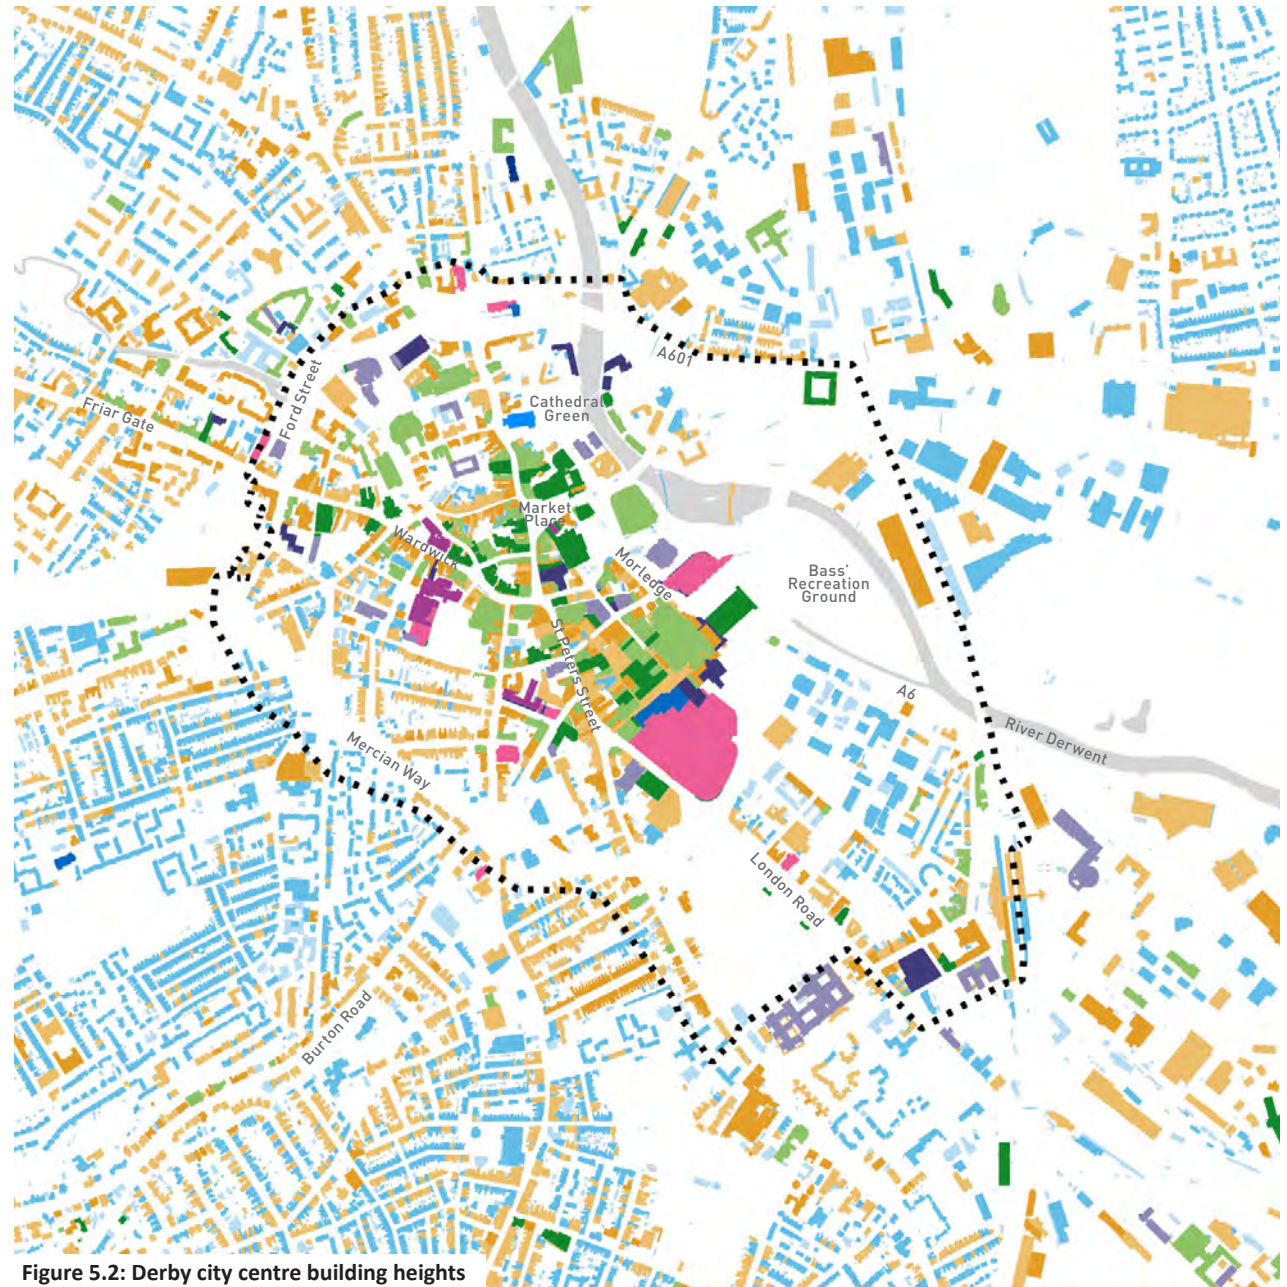 A601
Ford Street
Friar Gate
Cathedral
Green
Market
Place
Wardwick
Morledge
Bass'
Recreation
Ground
St Peters Street
A6
River Derwent
Mercian Way
London Road
Burton Road
Figure 5.2: Derby city centre building heights